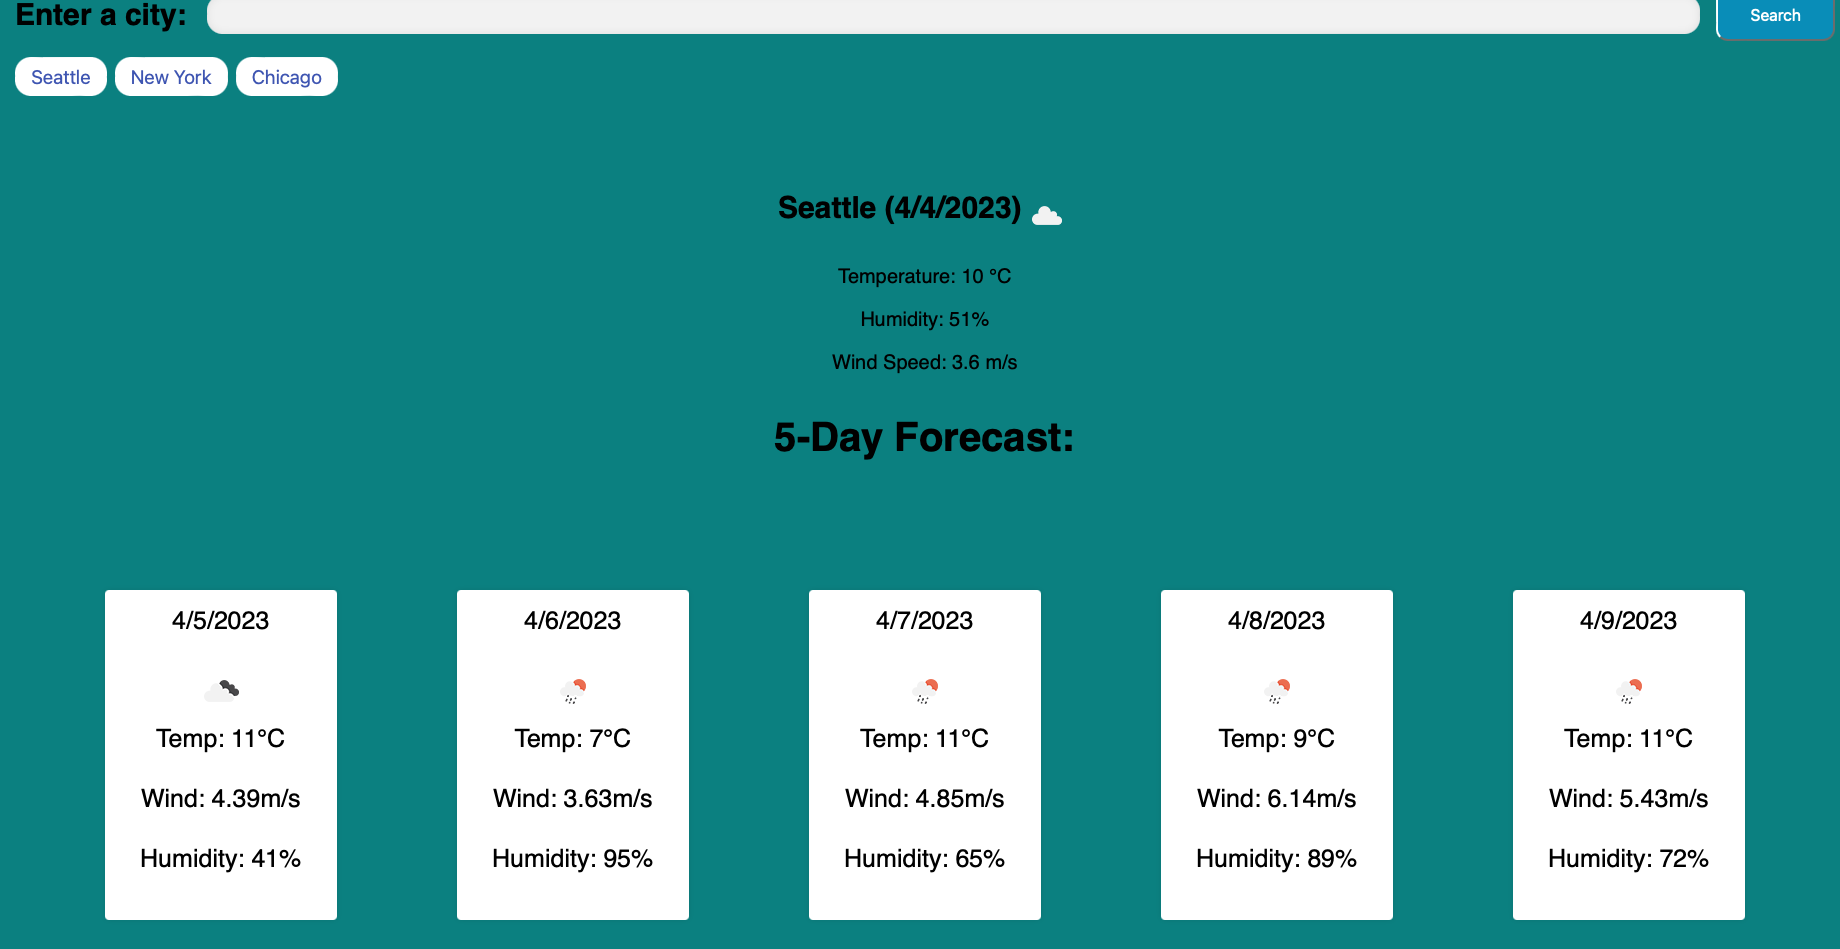 Enter a city:
Search
Seattle
New York
Chicago
Seattle (4/4/2023)
Temperature: 10 °C
Humidity: 51%
Wind Speed: 3.6 m/s
5-Day Forecast:
4/5/2023
Temp: 11°C
Wind: 4.39m/s
Humidity: 41%
4/6/2023
Temp: 7°C
Wind: 3.63m/s
Humidity: 95%
4/7/2023
Temp: 11°C
Wind: 4.85m/s
Humidity: 65%
4/8/2023
Temp: 9°C
Wind: 6.14m/s
Humidity: 89%
4/9/2023
Temp: 11°C
Wind: 5.43m/s
Humidity: 72%